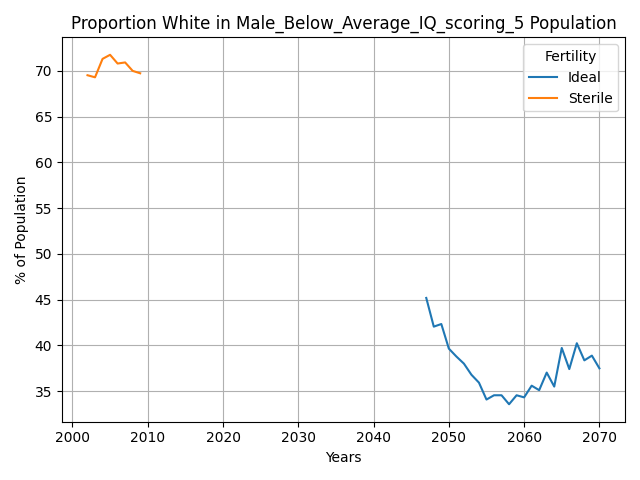 Proportion White in Male_Below_Average_IQ_scoring_5 Population
Fertility
Ideal
Sterile
% of Population
70
65
60
55
50
45
40
35
2000 2010 2020 2030 2040 2050 2060 2070
Years